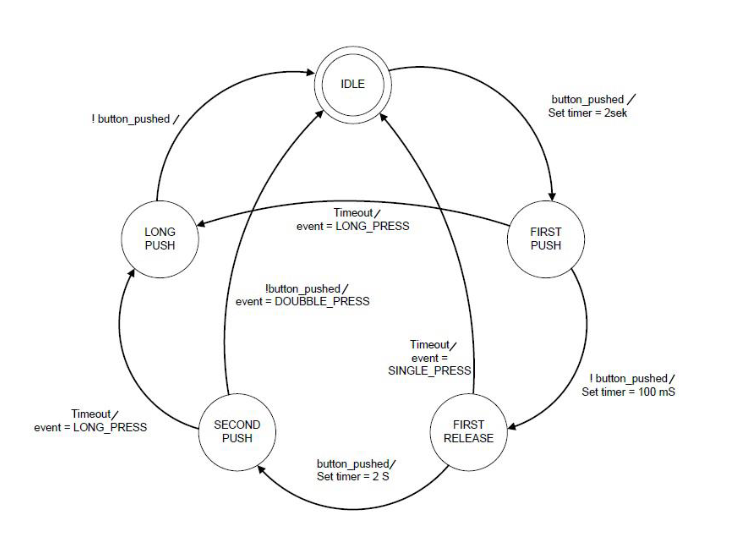 IDLE
button_pushed /
Set timer = 2sek
! button_pushed /
Timeout/
event = LONG_PRESS
LONG
PUSH
FIRST
PUSH
!button_pushed/
event = DOUBBLE_PRESS
Timeout/
event =
SINGLE_PRESS
! button_pushed/
Set timer = 100 mS
Timeout/
event = LONG_PRESS
SECOND
PUSH
FIRST
RELEASE
button_pushed/
Set timer = 2 S